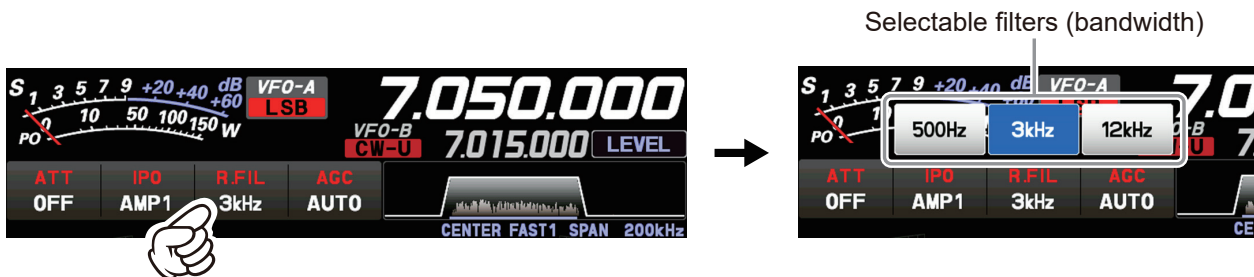 Selectable filters (bandwidth)
S 1 3 5 7 9 +20 +40 +60 dB
PO 0 10 50 100 150 W
VFO-A
LSB
7.050.000
VFO-B
CW-U
7.015.000
LEVEL
ATT IPO R.FIL AGC
OFF AMP1 3kHz AUTO
CENTER FAST1 SPAN 200kHz
S 1 3 5 7 9 +20 +40 dB VFO-A
7.0
500Hz 3kHz 12kHz
PO
ATT IPO R.FIL AGC
OFF AMP1 3kHz AUTO
CE